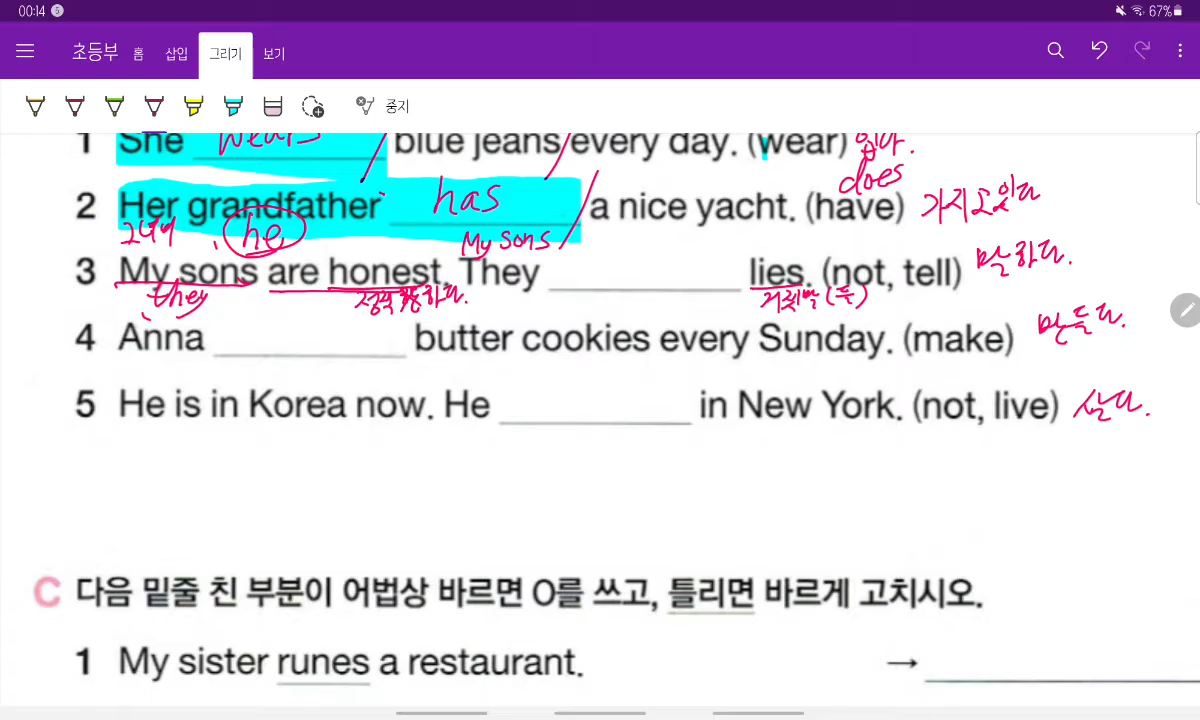 00:14 5 67%
초등부 홈 삽입 그리기 보기
중지
1 She wears / blue jeans / every day. (wear) 입다.
does
2 Her grandfather has / a nice yacht. (have) 가지고 있다
그녀의 he My sons
3 My sons are honest. They lies. (not, tell) 말하다.
they 정직하다. 거짓말(들)
4 Anna butter cookies every Sunday. (make) 만들다.
5 He is in Korea now. He in New York. (not, live) 살다.
C 다음 밑줄 친 부분이 어법상 바르면 O를 쓰고, 틀리면 바르게 고치시오.
1 My sister runes a restaurant. →